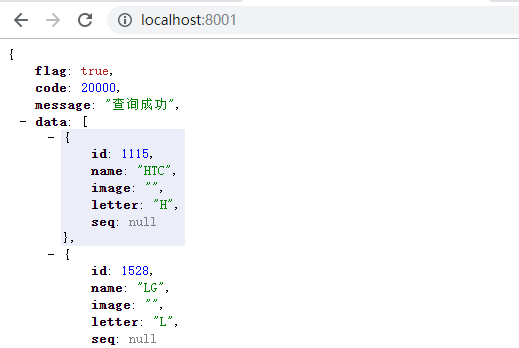 localhost:8001
{
flag: true,
code: 20000,
message: "查询成功",
- data: [
- {
id: 1115,
name: "HTC",
image: "",
letter: "H",
seq: null
},
- {
id: 1528,
name: "LG",
image: "",
letter: "L",
seq: null